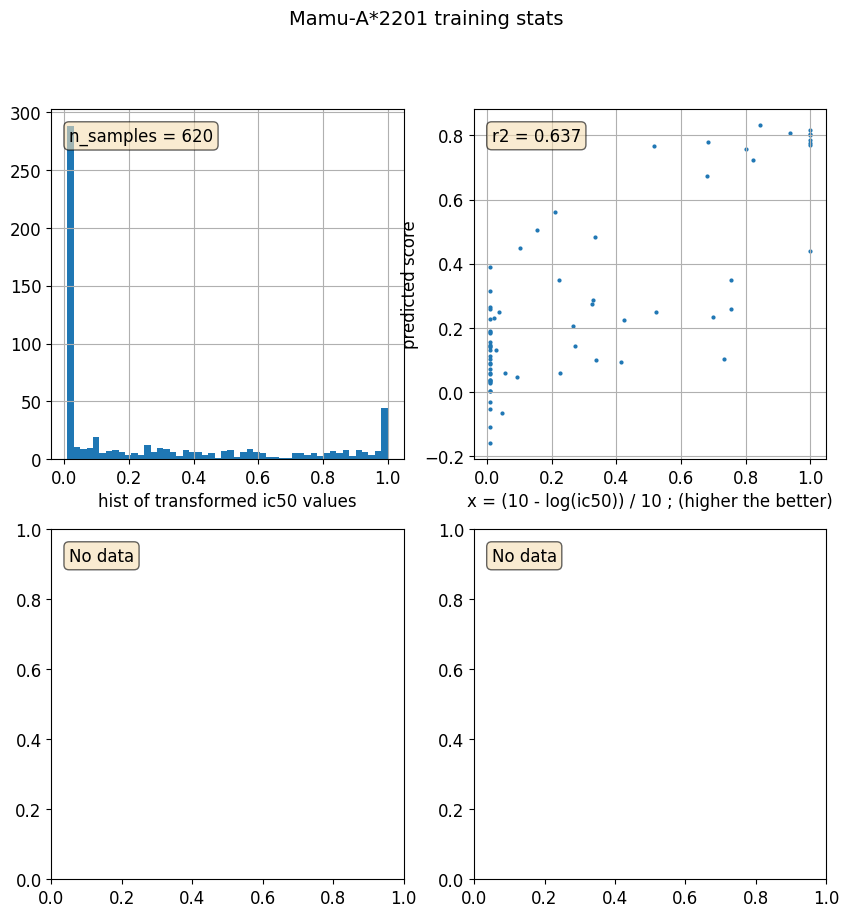 Mamu-A*2201 training stats
300
250
200
150
100
50
0
n_samples = 620
0.0 0.2 0.4 0.6 0.8 1.0
hist of transformed ic50 values
predicted score
0.8
0.6
0.4
0.2
0.0
−0.2
r2 = 0.637
0.0 0.2 0.4 0.6 0.8 1.0
x = (10 - log(ic50)) / 10 ; (higher the better)
1.0
0.8
0.6
0.4
0.2
0.0
No data
0.0 0.2 0.4 0.6 0.8 1.0
1.0
0.8
0.6
0.4
0.2
0.0
No data
0.0 0.2 0.4 0.6 0.8 1.0